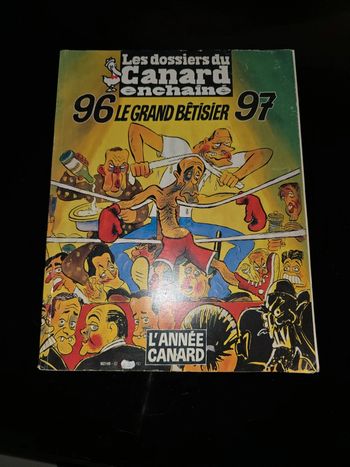 Les dossiers du
Canard
enchaîné
96 LE GRAND BÊTISIER 97
L'ANNÉE
CANARD